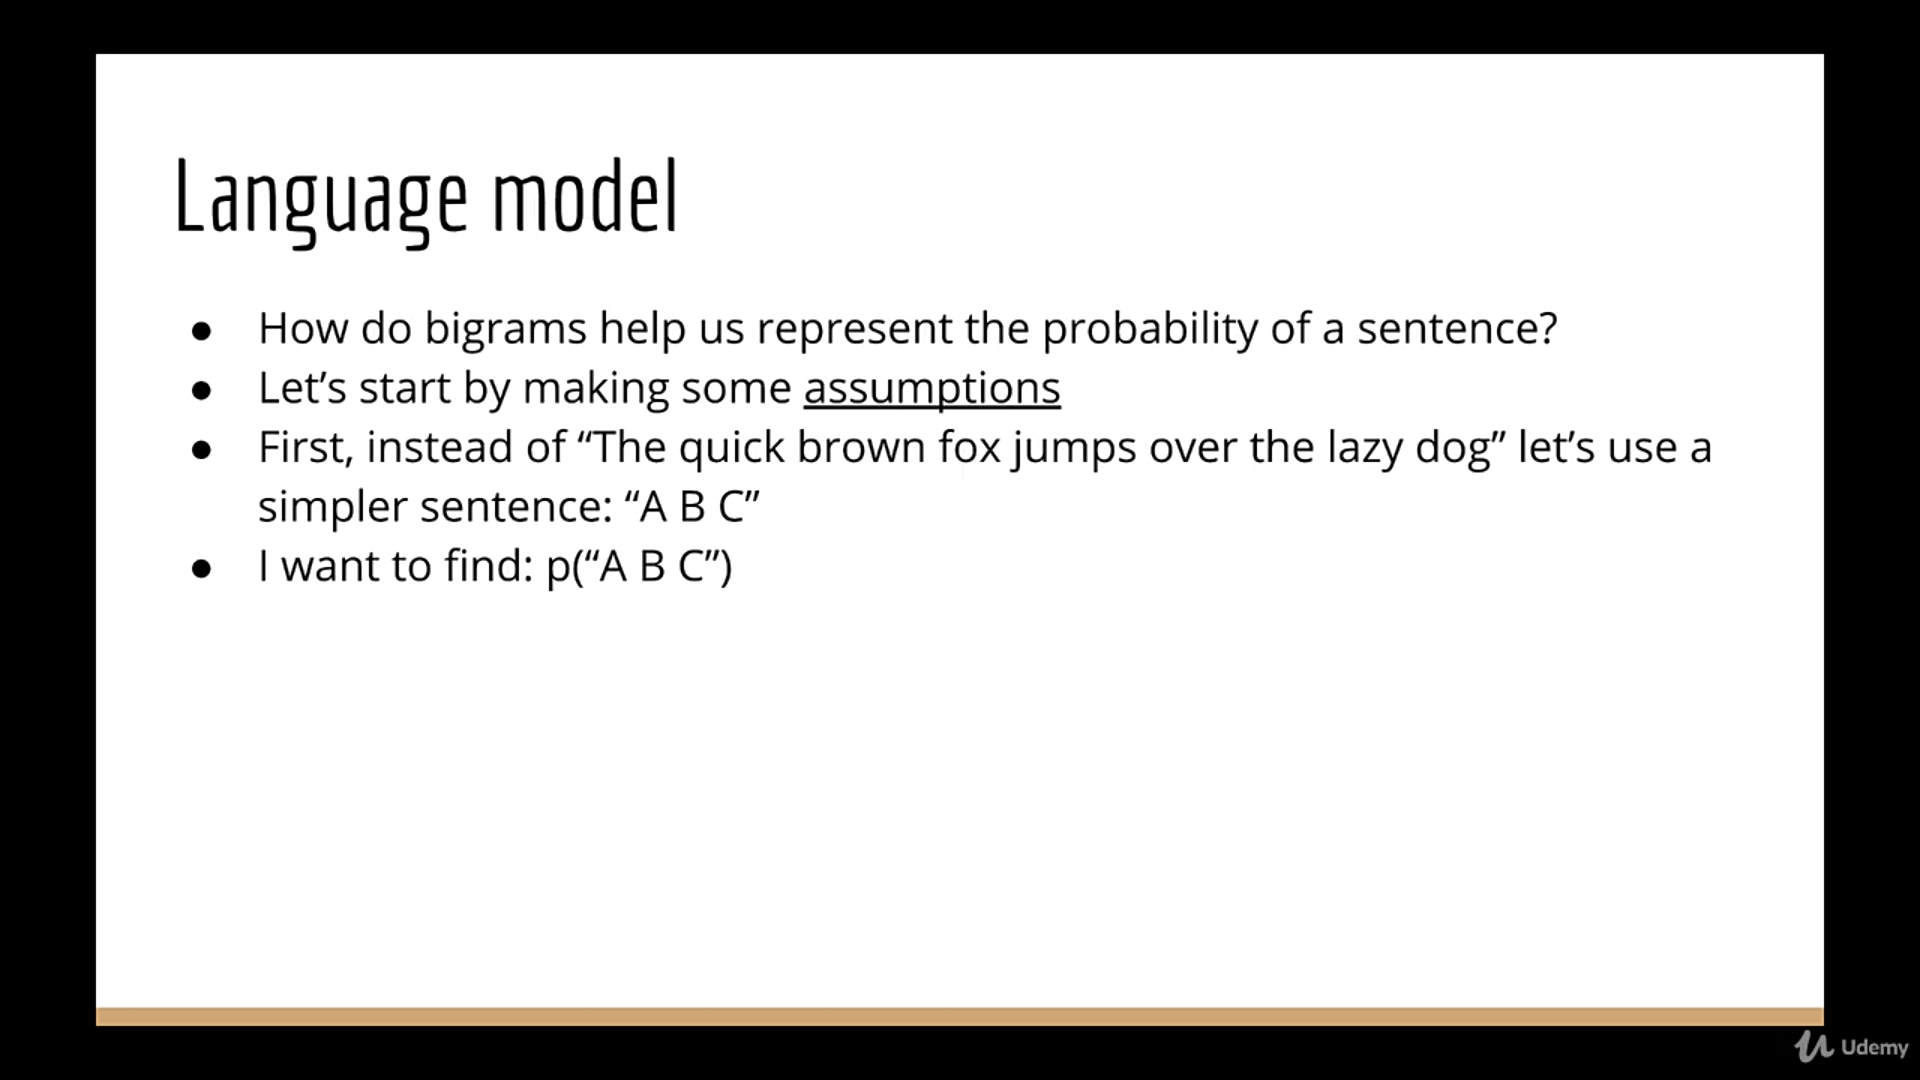 Language model
● How do bigrams help us represent the probability of a sentence?
● Let’s start by making some assumptions
● First, instead of “The quick brown fox jumps over the lazy dog” let’s use a
simpler sentence: “A B C”
● I want to find: p(“A B C”)
Udemy